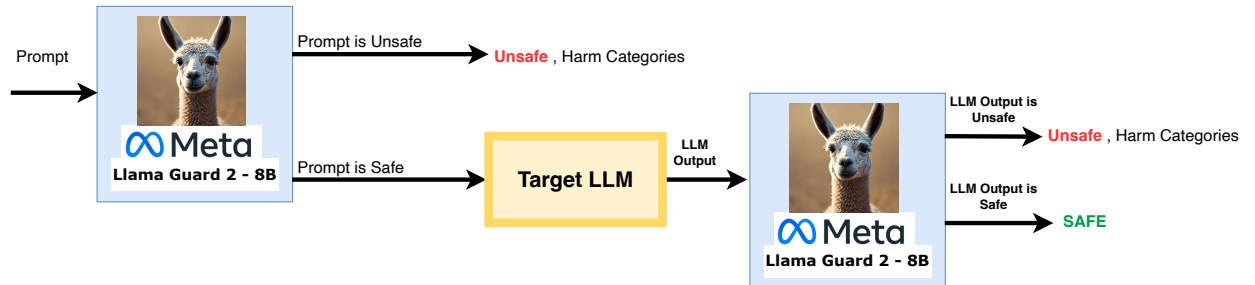 Prompt
Meta
Llama Guard 2 - 8B
Prompt is Unsafe
Unsafe , Harm Categories
Prompt is Safe
Target LLM
LLM
Output
Meta
Llama Guard 2 - 8B
LLM Output is
Unsafe
Unsafe , Harm Categories
LLM Output is
Safe
SAFE